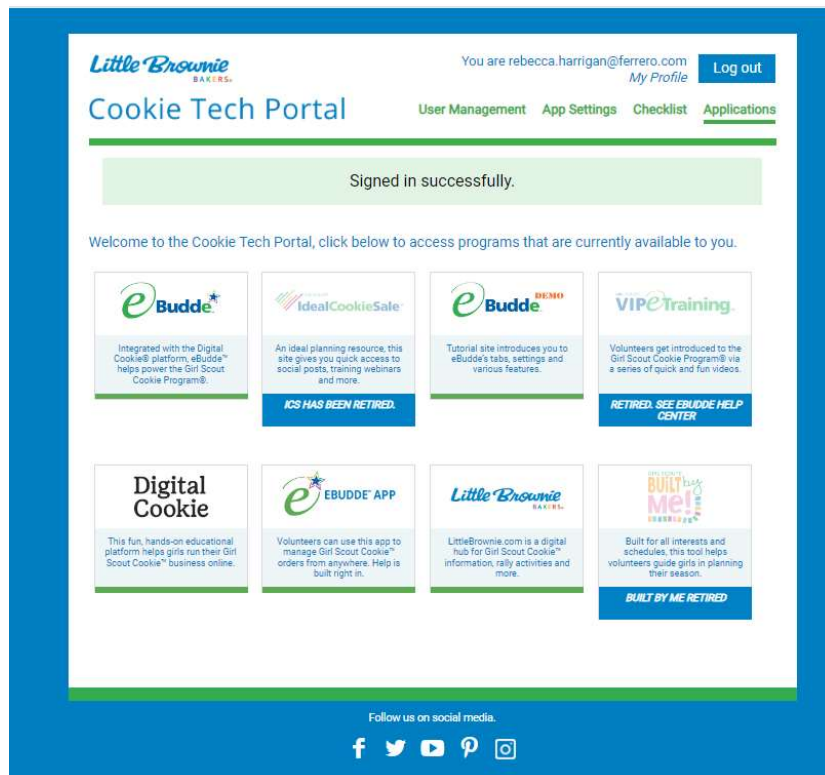 Little Brownie
BAKERS
You are rebecca.harrigan@ferrero.com
My Profile
Log out
Cookie Tech Portal
User Management App Settings Checklist Applications
Signed in successfully.
Welcome to the Cookie Tech Portal, click below to access programs that are currently available to you.
eBudde
Integrated with the Digital
Cookie® platform, eBudde™
helps power the Girl Scout
Cookie Program®.
IdealCookieSale
An ideal planning resource, this
site gives you quick access to
social posts, training webinars
and more.
ICS HAS BEEN RETIRED.
eBudde DEMO
Tutorial site introduces you to
eBudde's tabs, settings and
various features.
VIP eTraining
Volunteers get introduced to the
Girl Scout Cookie Program® via
a series of quick and fun videos.
RETIRED. SEE EBUDDE HELP
CENTER
Digital
Cookie
This fun, hands-on educational
platform helps girls run their Girl
Scout Cookie™ business online.
e EBUDDE™ APP
Volunteers can use this app to
manage Girl Scout Cookie™
orders from anywhere. Help is
built right in.
Little Brownie
BAKERS
LittleBrownie.com is a digital
hub for Girl Scout Cookie™
information, rally activities and
more.
BUILT by
Me!
Built for all interests and
schedules, this tool helps
volunteers guide girls in planning
their season.
BUILT BY ME RETIRED
Follow us on social media.